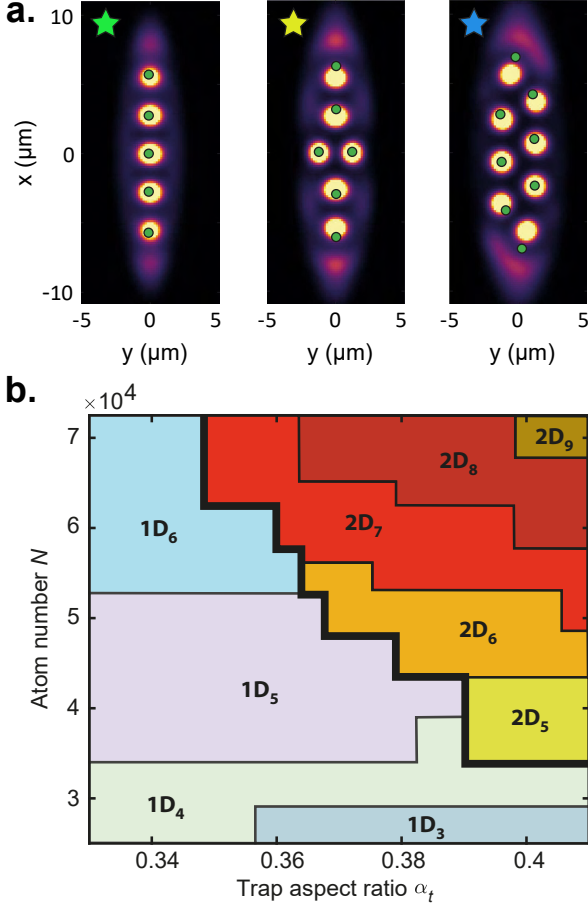 a.
10
0
-10
x (μm)
-5 0 5
-5 0 5
-5 0 5
y (μm)
y (μm)
y (μm)
b.
×10⁴
7
6
5
4
3
Atom number N
2D₉
2D₈
1D₆
2D₇
2D₆
1D₅
2D₅
1D₄
1D₃
0.34 0.36 0.38 0.4
Trap aspect ratio αₜ